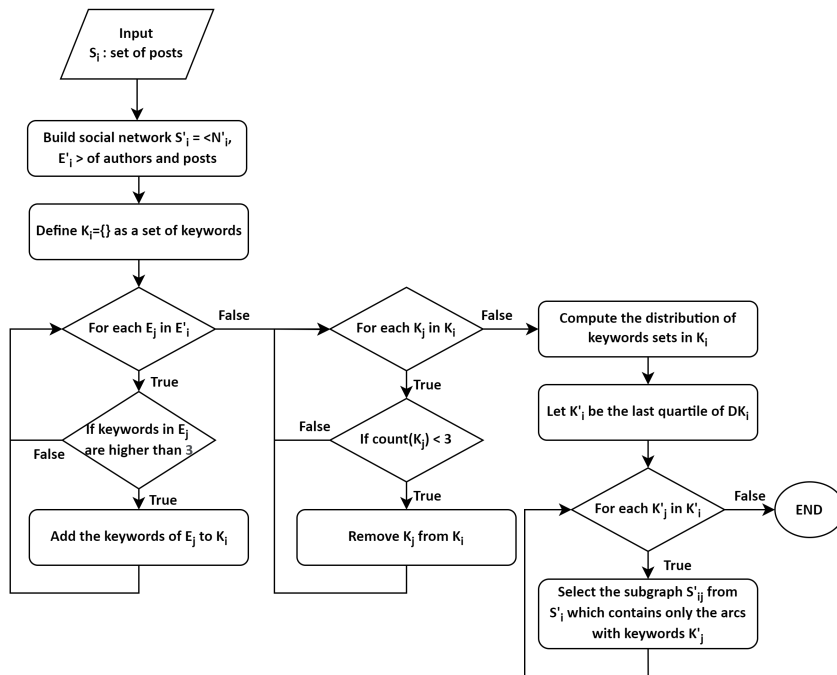 Input
Si : set of posts
Build social network S'i = <N'i,
E'i > of authors and posts
Define Ki={} as a set of keywords
For each Ej in E'i
False
True
If keywords in Ej
are higher than 3
False
True
Add the keywords of Ej to Ki
For each Kj in Ki
False
True
If count(Kj) < 3
False
True
Remove Kj from Ki
Compute the distribution of
keywords sets in Ki
Let K'i be the last quartile of DKi
For each K'j in K'i
False
END
True
Select the subgraph S'ij from
S'i which contains only the arcs
with keywords K'j